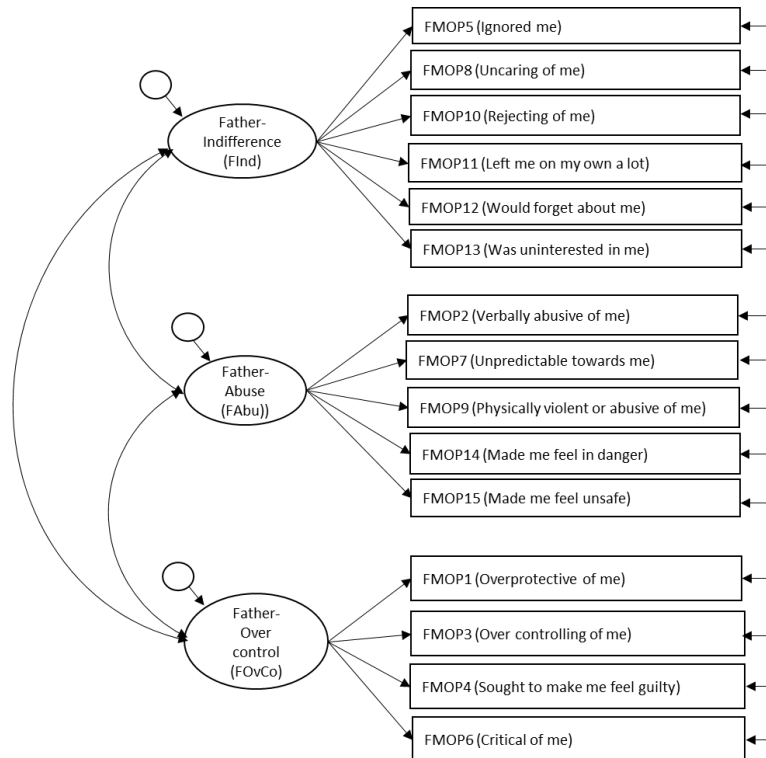 FMOP5 (Ignored me)
FMOP8 (Uncaring of me)
FMOP10 (Rejecting of me)
FMOP11 (Left me on my own a lot)
FMOP12 (Would forget about me)
FMOP13 (Was uninterested in me)
Father-
Indifference
(FInd)
FMOP2 (Verbally abusive of me)
FMOP7 (Unpredictable towards me)
FMOP9 (Physically violent or abusive of me)
FMOP14 (Made me feel in danger)
FMOP15 (Made me feel unsafe)
Father-
Abuse
(FAbu))
FMOP1 (Overprotective of me)
FMOP3 (Over controlling of me)
FMOP4 (Sought to make me feel guilty)
FMOP6 (Critical of me)
Father-
Over
control
(FOvCo)